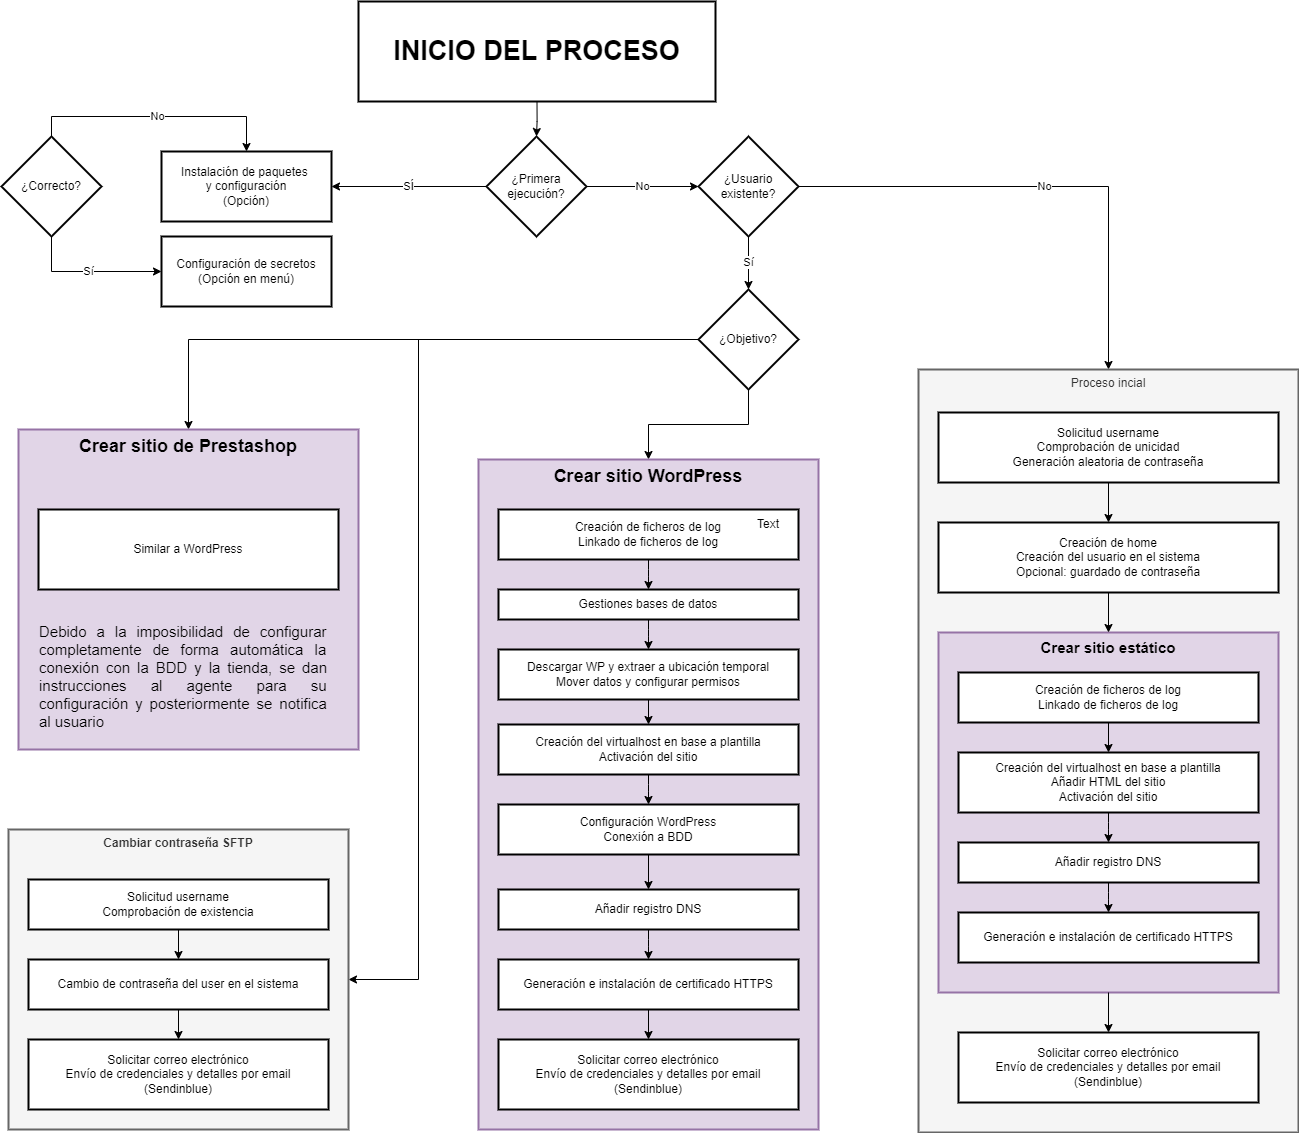 INICIO DEL PROCESO
No
¿Correcto?
Instalación de paquetes
y configuración
(Opción)
SÍ
¿Primera
ejecución?
No
¿Usuario
existente?
No
Sí
Configuración de secretos
(Opción en menú)
Sí
¿Objetivo?
Crear sitio de Prestashop
Similar a WordPress
Debido a la imposibilidad de configurar
completamente de forma automática la
conexión con la BDD y la tienda, se dan
instrucciones al agente para su
configuración y posteriormente se notifica
al usuario
Cambiar contraseña SFTP
Solicitud username
Comprobación de existencia
Cambio de contraseña del user en el sistema
Solicitar correo electrónico
Envío de credenciales y detalles por email
(Sendinblue)
Crear sitio WordPress
Creación de ficheros de log
Linkado de ficheros de log
Text
Gestiones bases de datos
Descargar WP y extraer a ubicación temporal
Mover datos y configurar permisos
Creación del virtualhost en base a plantilla
Activación del sitio
Configuración WordPress
Conexión a BDD
Añadir registro DNS
Generación e instalación de certificado HTTPS
Solicitar correo electrónico
Envío de credenciales y detalles por email
(Sendinblue)
Proceso incial
Solicitud username
Comprobación de unicidad
Generación aleatoria de contraseña
Creación de home
Creación del usuario en el sistema
Opcional: guardado de contraseña
Crear sitio estático
Creación de ficheros de log
Linkado de ficheros de log
Creación del virtualhost en base a plantilla
Añadir HTML del sitio
Activación del sitio
Añadir registro DNS
Generación e instalación de certificado HTTPS
Solicitar correo electrónico
Envío de credenciales y detalles por email
(Sendinblue)